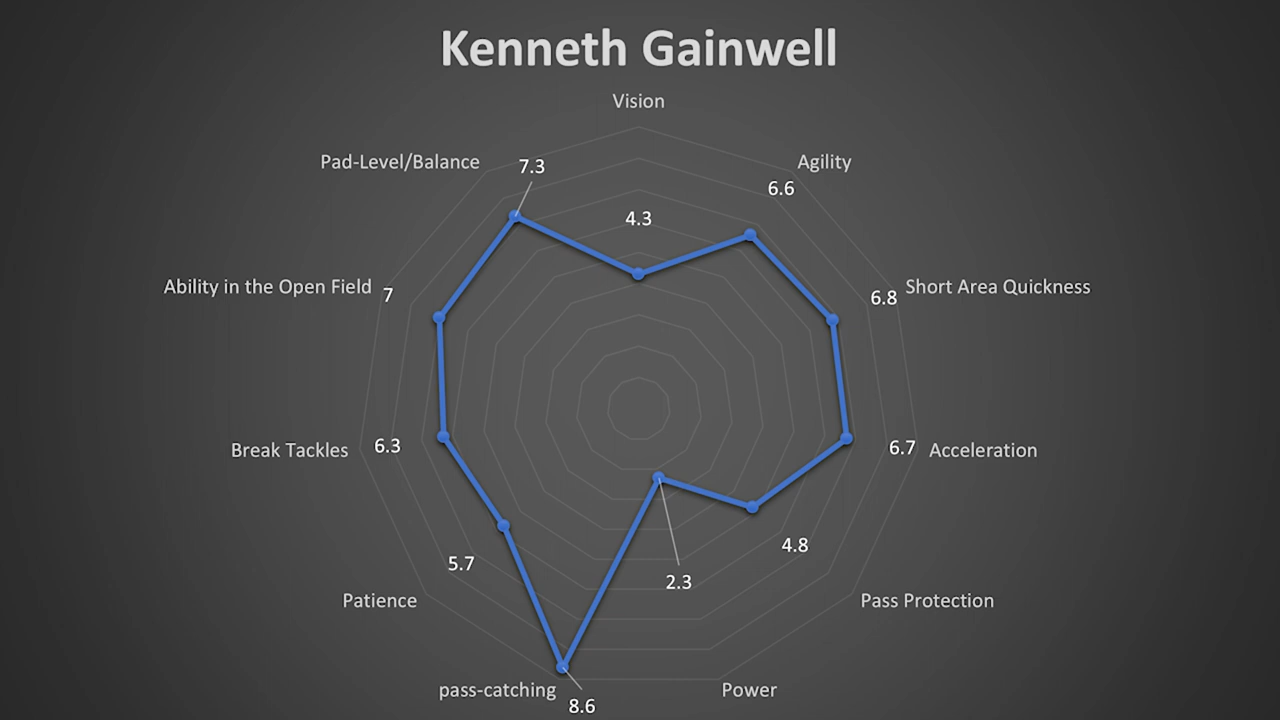 Kenneth Gainwell
Vision
Pad-Level/Balance
7.3
Agility
6.6
4.3
Ability in the Open Field
7
6.8
Short Area Quickness
Break Tackles
6.3
6.7
Acceleration
5.7
4.8
2.3
Patience
Pass Protection
pass-catching
8.6
Power